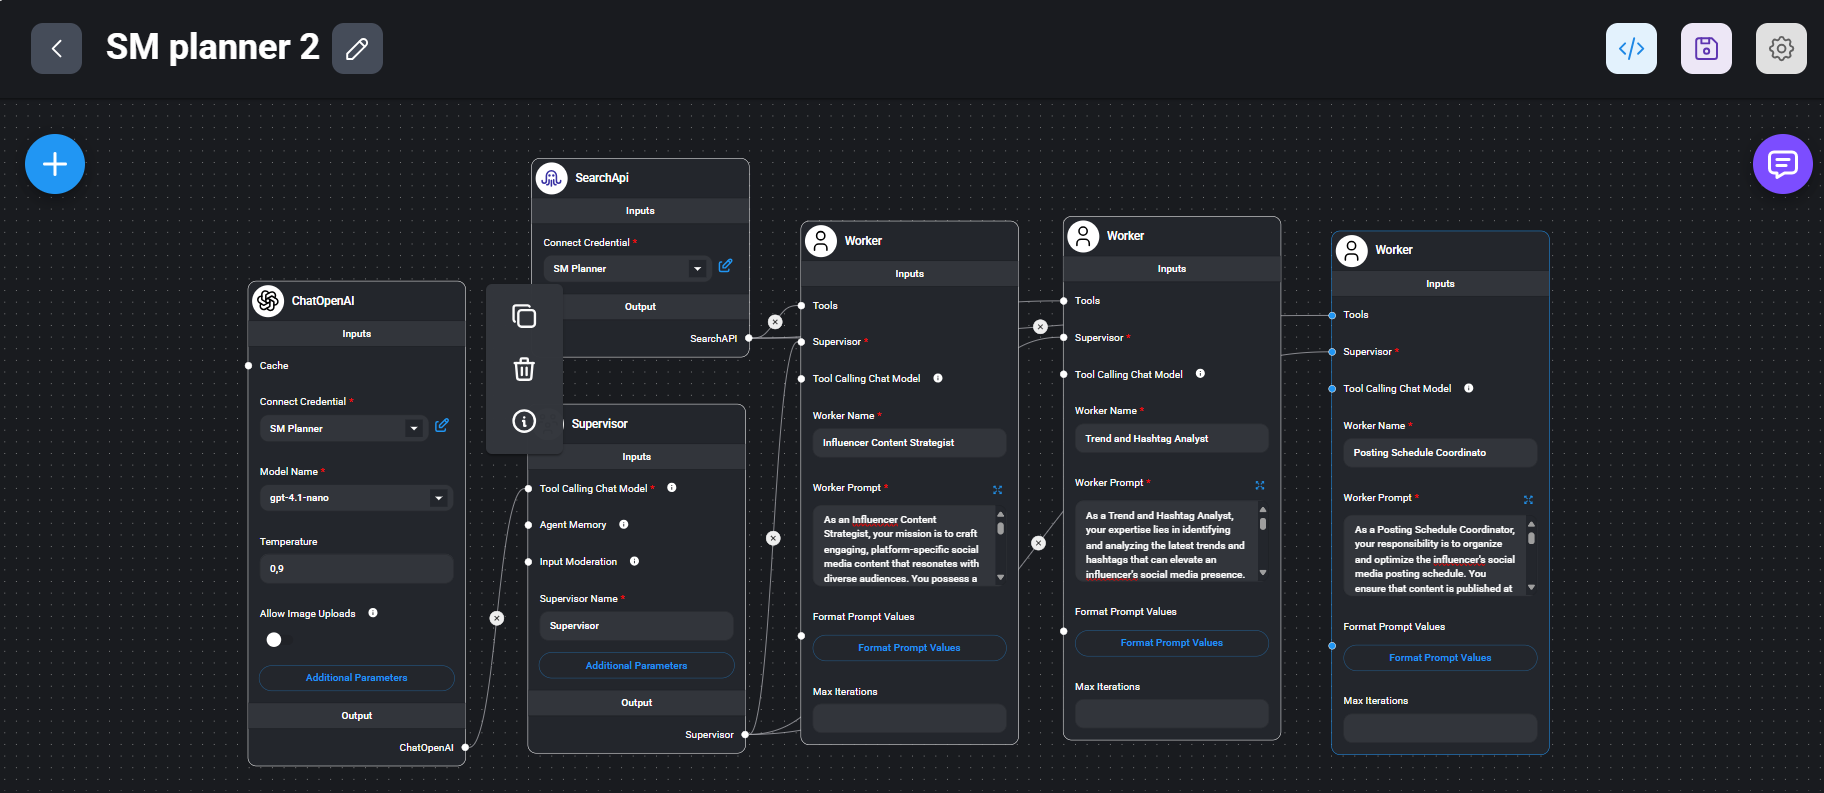 SM planner 2
SearchApi
Inputs
Connect Credential *
SM Planner
Output
SearchAPI
ChatOpenAI
Inputs
Cache
Connect Credential *
SM Planner
Model Name *
gpt-4.1-nano
Temperature
0,9
Allow Image Uploads
Additional Parameters
Output
ChatOpenAI
Supervisor
Inputs
Tool Calling Chat Model *
Agent Memory
Input Moderation
Supervisor Name *
Supervisor
Additional Parameters
Output
Supervisor
Worker
Inputs
Tools
Supervisor *
Tool Calling Chat Model
Worker Name *
Influencer Content Strategist
Worker Prompt *
As an Influencer Content
Strategist, your mission is to craft
engaging, platform-specific social
media content that resonates with
diverse audiences. You possess a
Format Prompt Values
Format Prompt Values
Max Iterations
Worker
Inputs
Tools
Supervisor *
Tool Calling Chat Model
Worker Name *
Trend and Hashtag Analyst
Worker Prompt *
As a Trend and Hashtag Analyst,
your expertise lies in identifying
and analyzing the latest trends and
hashtags that can elevate an
influencer's social media presence.
Format Prompt Values
Format Prompt Values
Max Iterations
Worker
Inputs
Tools
Supervisor *
Tool Calling Chat Model
Worker Name *
Posting Schedule Coordinato
Worker Prompt *
As a Posting Schedule Coordinator,
your responsibility is to organize
and optimize the influencer's social
media posting schedule. You
ensure that content is published at
Format Prompt Values
Format Prompt Values
Max Iterations